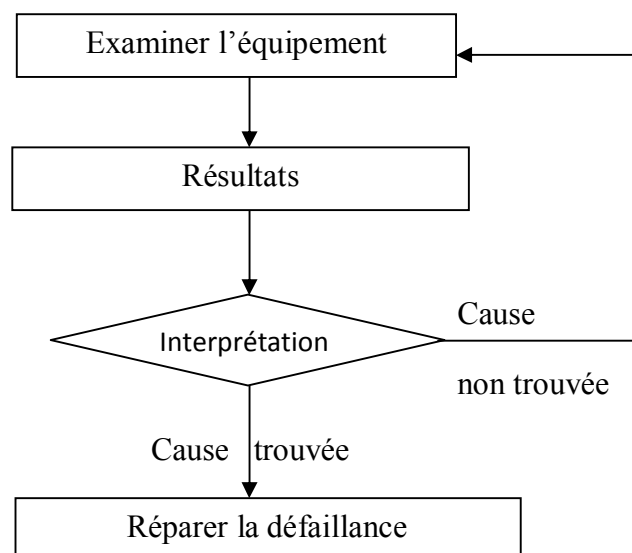 Examiner l’équipement
Résultats
Interprétation
Cause
non trouvée
Cause trouvée
Réparer la défaillance